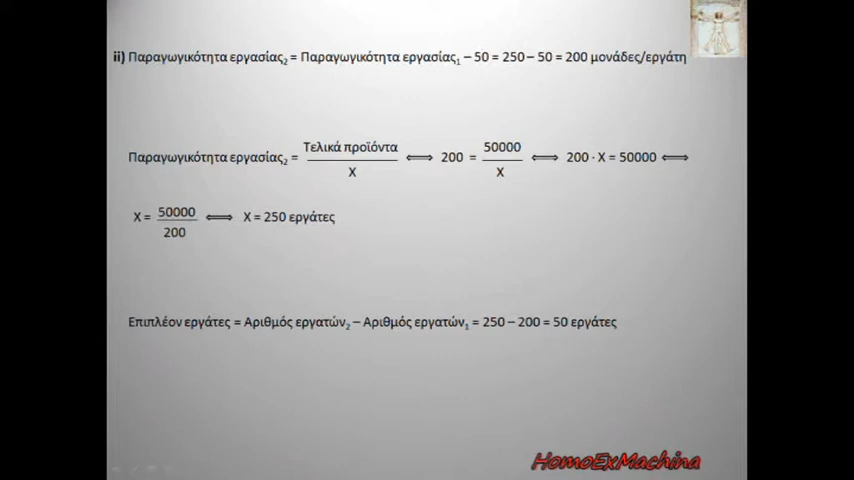 ii) Παραγωγικότητα εργασίας₂ = Παραγωγικότητα εργασίας₁ – 50 = 250 – 50 = 200 μονάδες/εργάτη
Παραγωγικότητα εργασίας₂ = Τελικά προϊόντα / Χ ⟺ 200 = 50000 / Χ ⟺ 200 · Χ = 50000 ⟺
Χ = 50000 / 200 ⟺ Χ = 250 εργάτες
Επιπλέον εργάτες = Αριθμός εργατών₂ – Αριθμός εργατών₁ = 250 – 200 = 50 εργάτες
HomoExMachina